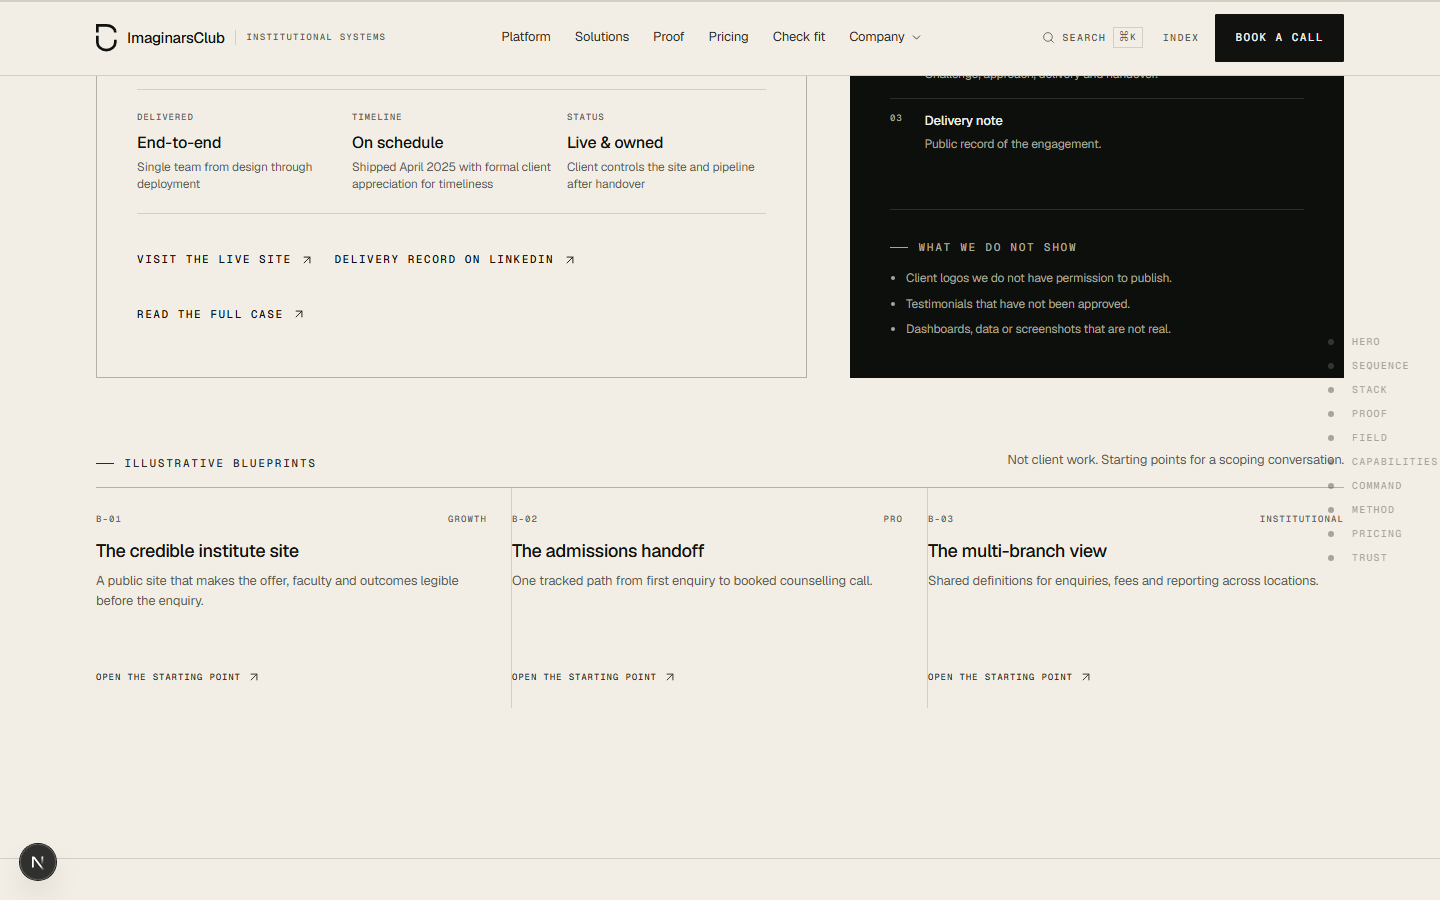 ImaginarsClub
INSTITUTIONAL SYSTEMS
Platform
Solutions
Proof
Pricing
Check fit
Company
SEARCH
⌘K
INDEX
BOOK A CALL
Challenge, approach, delivery and handover.
DELIVERED
End-to-end
Single team from design through
deployment
TIMELINE
On schedule
Shipped April 2025 with formal client
appreciation for timeliness
STATUS
Live & owned
Client controls the site and pipeline
after handover
VISIT THE LIVE SITE
DELIVERY RECORD ON LINKEDIN
READ THE FULL CASE
03
Delivery note
Public record of the engagement.
WHAT WE DO NOT SHOW
• Client logos we do not have permission to publish.
• Testimonials that have not been approved.
• Dashboards, data or screenshots that are not real.
HERO
SEQUENCE
STACK
PROOF
FIELD
CAPABILITIES
COMMAND
METHOD
PRICING
TRUST
ILLUSTRATIVE BLUEPRINTS
Not client work. Starting points for a scoping conversation.
B-01
GROWTH
The credible institute site
A public site that makes the offer, faculty and outcomes legible
before the enquiry.
OPEN THE STARTING POINT
B-02
PRO
The admissions handoff
One tracked path from first enquiry to booked counselling call.
OPEN THE STARTING POINT
B-03
INSTITUTIONAL
The multi-branch view
Shared definitions for enquiries, fees and reporting across locations.
OPEN THE STARTING POINT
N